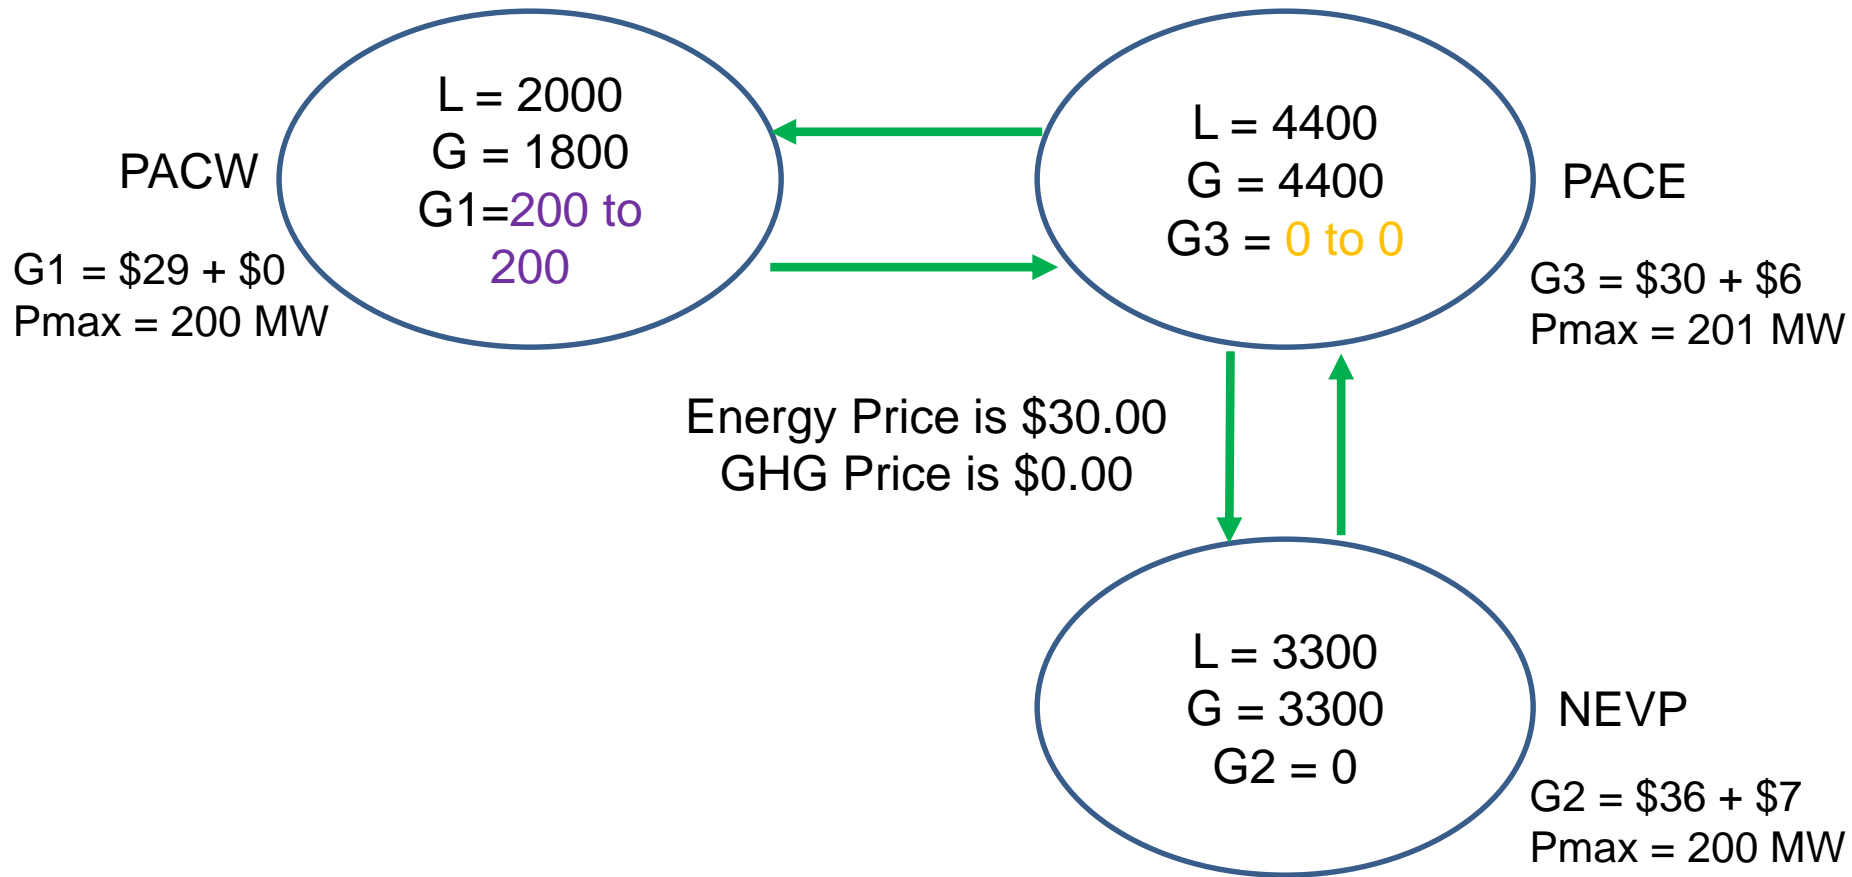 PACW
L = 2000
G = 1800
G1=200 to
200
G1 = $29 + $0
Pmax = 200 MW
L = 4400
G = 4400
G3 = 0 to 0
PACE
G3 = $30 + $6
Pmax = 201 MW
Energy Price is $30.00
GHG Price is $0.00
L = 3300
G = 3300
G2 = 0
NEVP
G2 = $36 + $7
Pmax = 200 MW